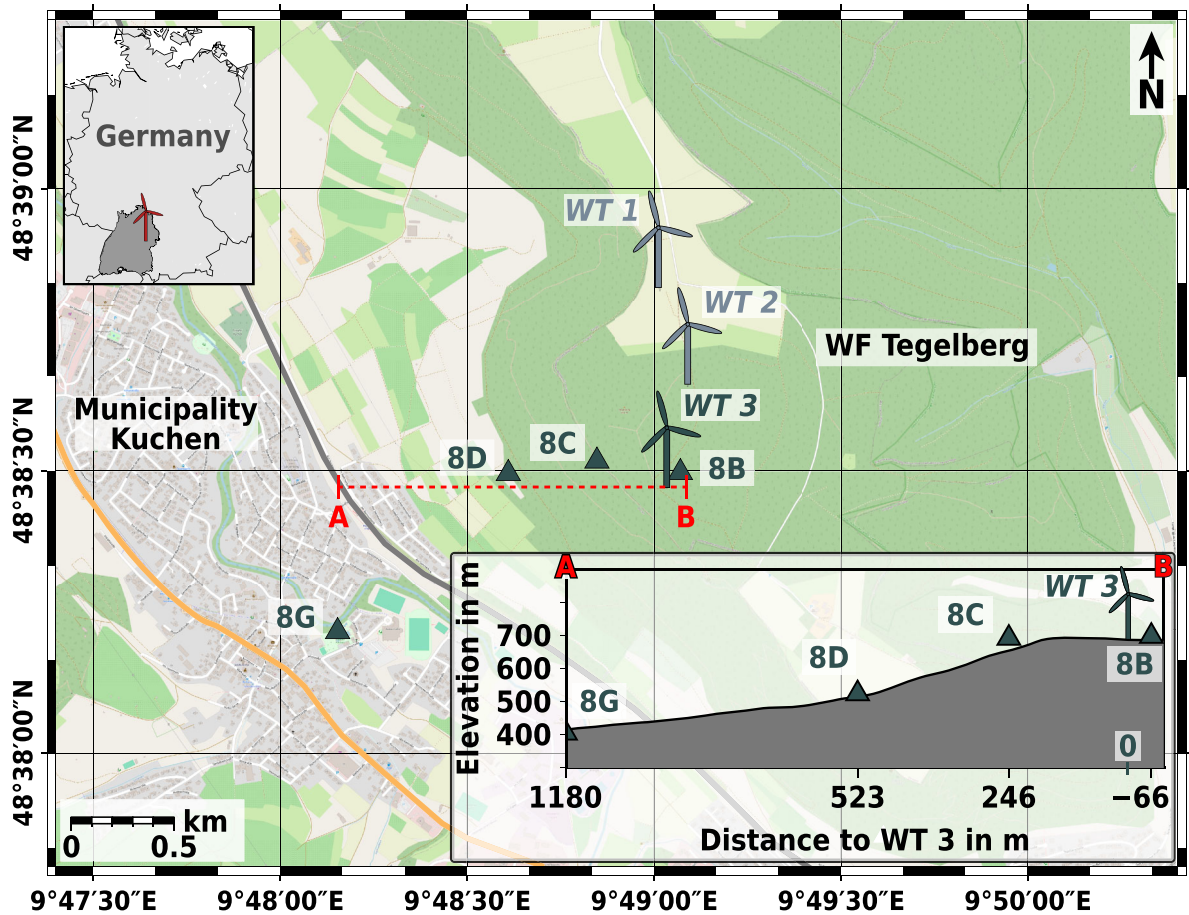 N
Germany
48°39′00″N
WT 1
WT 2
WF Tegelberg
Municipality
Kuchen
WT 3
8C
8D
8B
48°38′30″N
A
B
8G
A
B
Elevation in m
WT 3
8C
700
600
500
400
8D
8B
8G
0
48°38′00″N
1180
523
246
−66
km
0
0.5
Distance to WT 3 in m
9°47′30″E
9°48′00″E
9°48′30″E
9°49′00″E
9°49′30″E
9°50′00″E